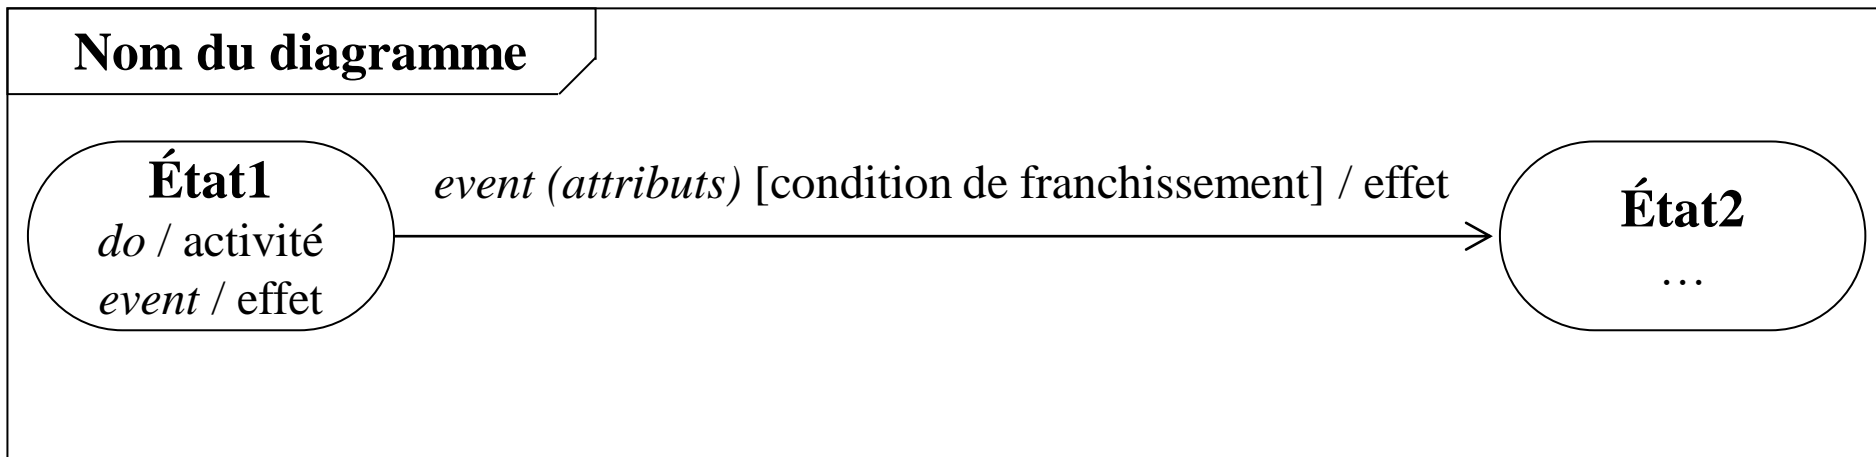 Nom du diagramme
État1
do / activité
event / effet
event (attributs) [condition de franchissement] / effet
État2
…